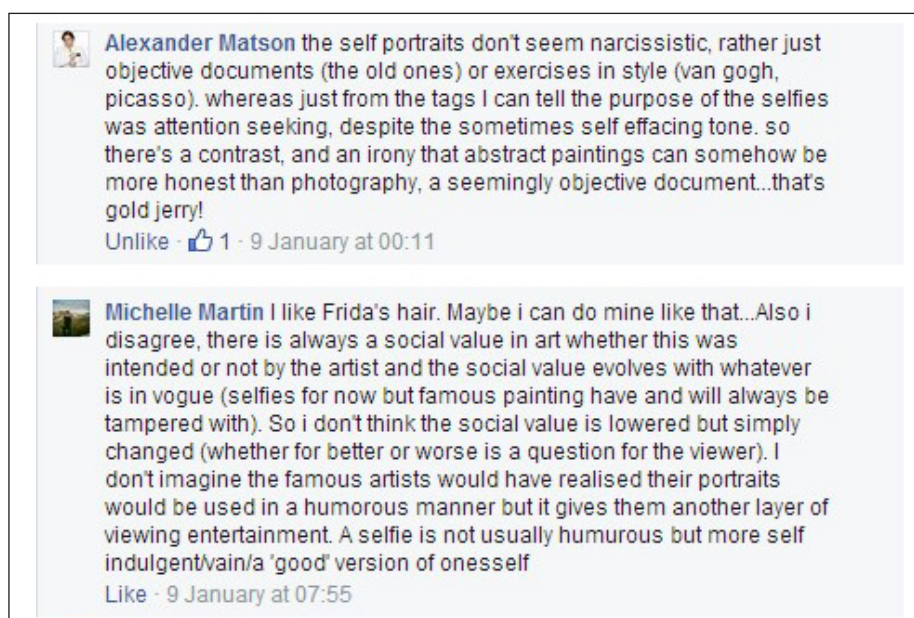 Alexander Matson the self portraits don't seem narcissistic, rather just
objective documents (the old ones) or exercises in style (van gogh,
picasso). whereas just from the tags I can tell the purpose of the selfies
was attention seeking, despite the sometimes self effacing tone. so
there's a contrast, and an irony that abstract paintings can somehow be
more honest than photography, a seemingly objective document...that's
gold jerry!
Unlike · 1 · 9 January at 00:11
Michelle Martin I like Frida's hair. Maybe i can do mine like that...Also i
disagree, there is always a social value in art whether this was
intended or not by the artist and the social value evolves with whatever
is in vogue (selfies for now but famous painting have and will always be
tampered with). So i don't think the social value is lowered but simply
changed (whether for better or worse is a question for the viewer). I
don't imagine the famous artists would have realised their portraits
would be used in a humorous manner but it gives them another layer of
viewing entertainment. A selfie is not usually humurous but more self
indulgent/vain/a 'good' version of onesself
Like · 9 January at 07:55